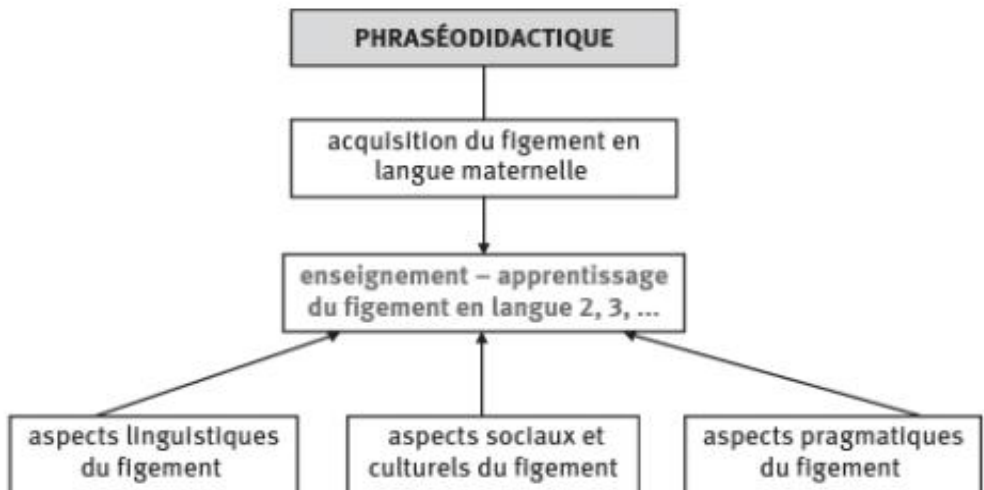 PHRASÉODIDACTIQUE
acquisition du figement en
langue maternelle
enseignement – apprentissage
du figement en langue 2, 3, ...
aspects linguistiques
du figement
aspects sociaux et
culturels du figement
aspects pragmatiques
du figement